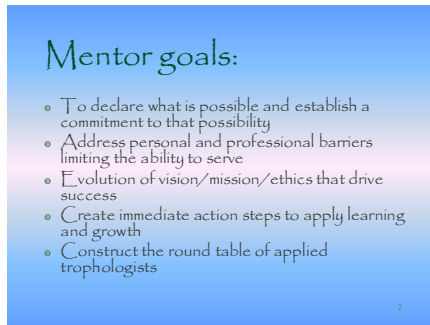 Mentor goals:
To declare what is possible and establish a
commitment to that possibility
Address personal and professional barriers
limiting the ability to serve
Evolution of vision/mission/ethics that drive
success
Create immediate action steps to apply learning
and growth
Construct the round table of applied
trophologists
2